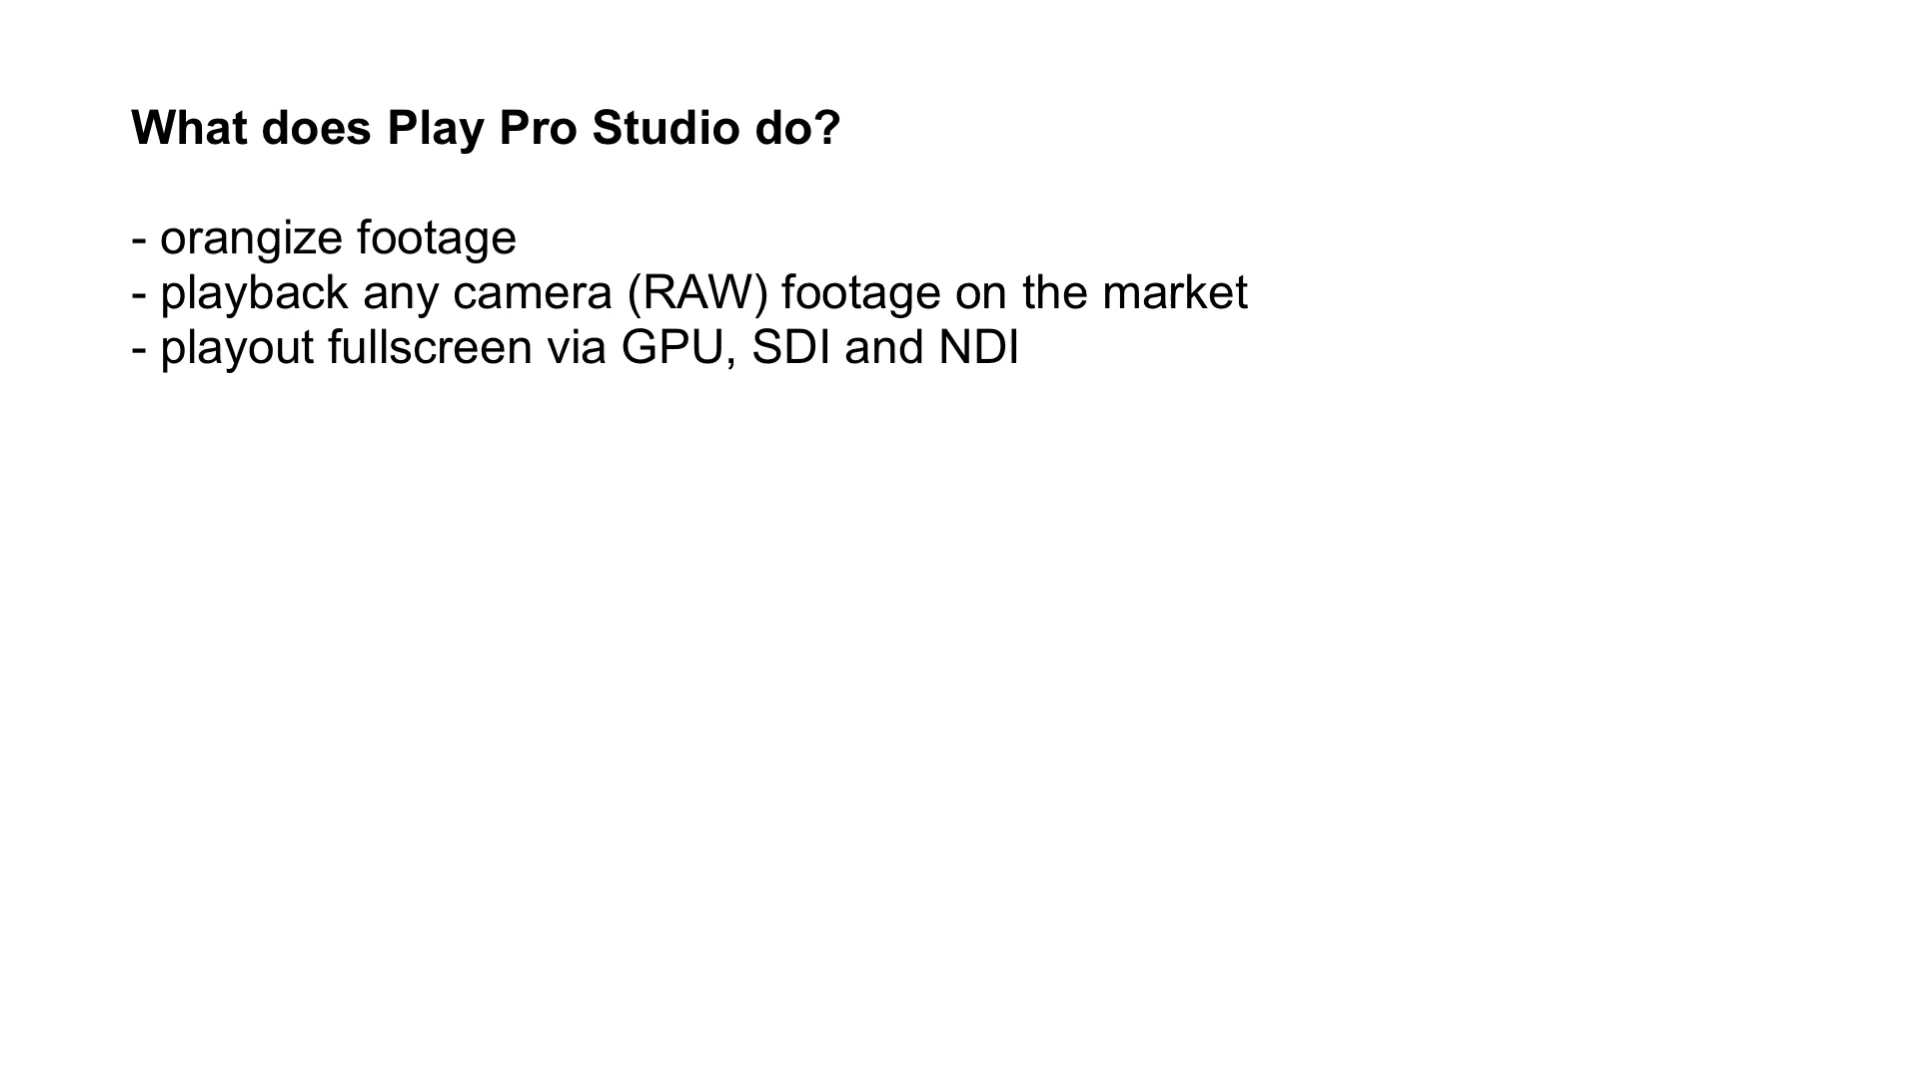 What does Play Pro Studio do?
- orangize footage
- playback any camera (RAW) footage on the market
- playout fullscreen via GPU, SDI and NDI